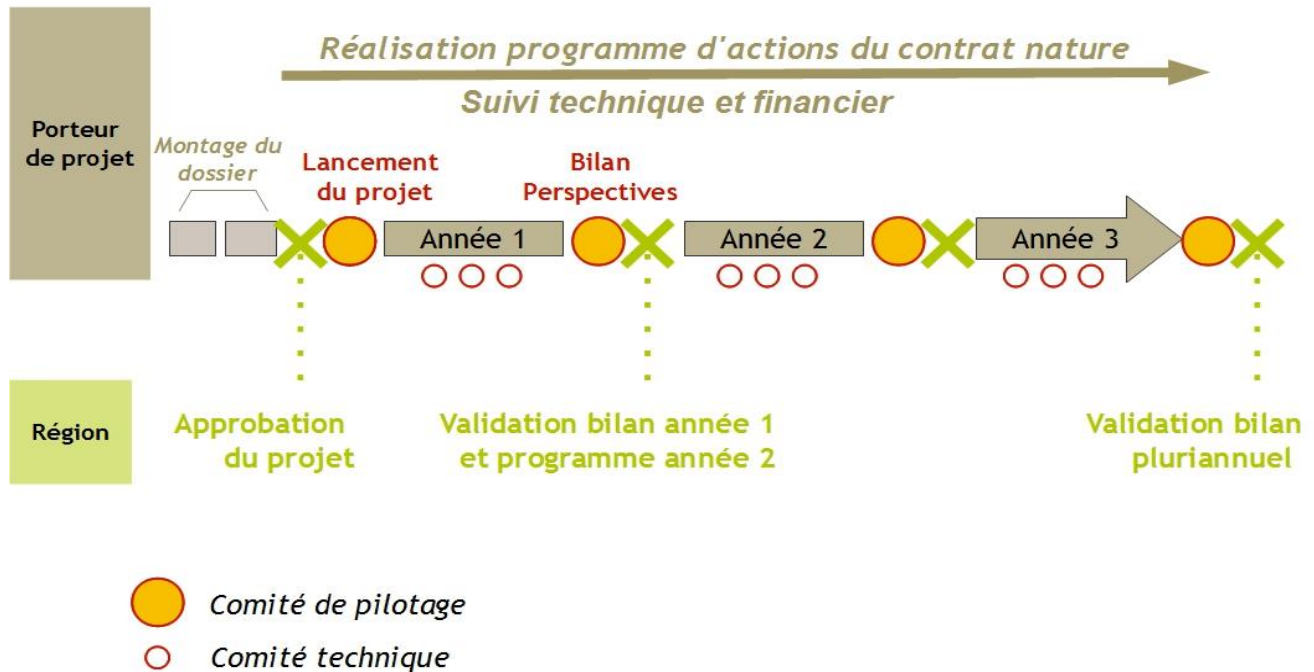 Réalisation programme d'actions du contrat nature
Suivi technique et financier
Porteur
de projet
Montage du
dossier
Lancement
du projet
Bilan
Perspectives
Année 1
Année 2
Année 3
Région
Approbation
du projet
Validation bilan année 1
et programme année 2
Validation bilan
pluriannuel
Comité de pilotage
Comité technique